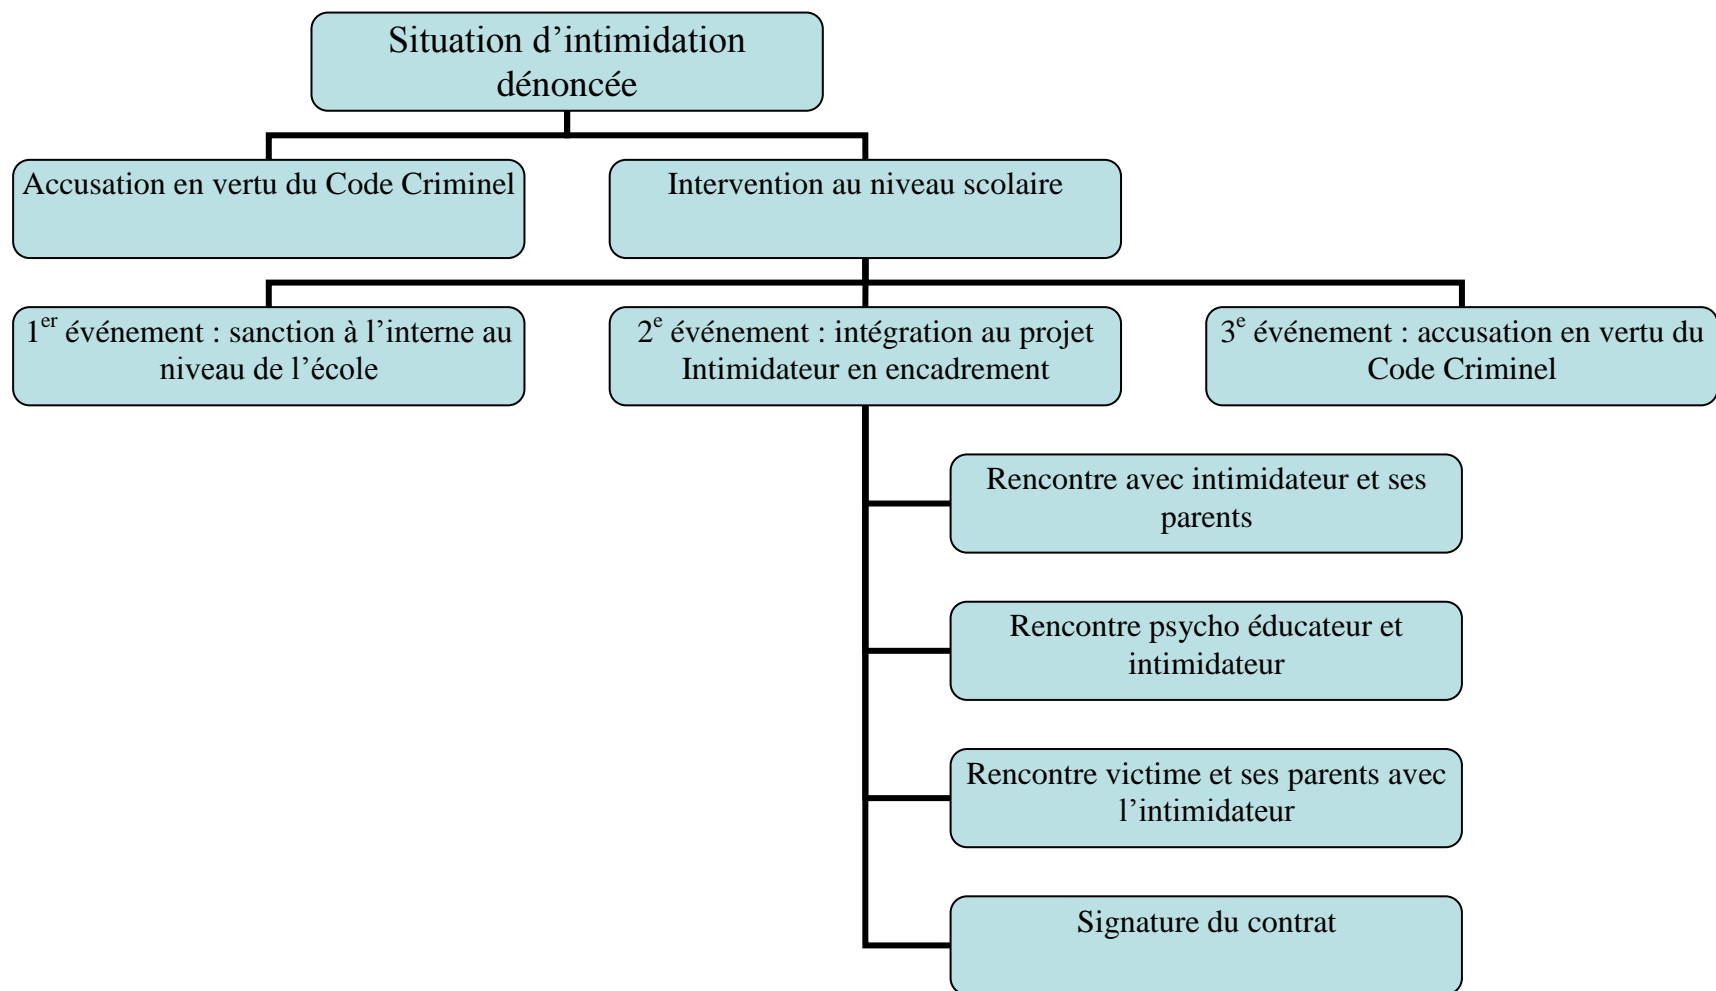 Situation d’intimidation
dénoncée
Accusation en vertu du Code Criminel
Intervention au niveau scolaire
1er événement : sanction à l’interne au
niveau de l’école
2e événement : intégration au projet
Intimidateur en encadrement
3e événement : accusation en vertu du
Code Criminel
Rencontre avec intimidateur et ses
parents
Rencontre psycho éducateur et
intimidateur
Rencontre victime et ses parents avec
l’intimidateur
Signature du contrat